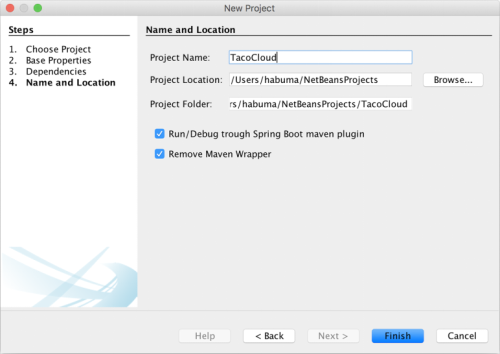 New Project
Steps
1. Choose Project
2. Base Properties
3. Dependencies
4. Name and Location
Name and Location
Project Name: TacoCloud
Project Location: /Users/habuma/NetBeansProjects Browse...
Project Folder: rs/habuma/NetBeansProjects/TacoCloud
Run/Debug trough Spring Boot maven plugin
Remove Maven Wrapper
Help < Back Next > Finish Cancel